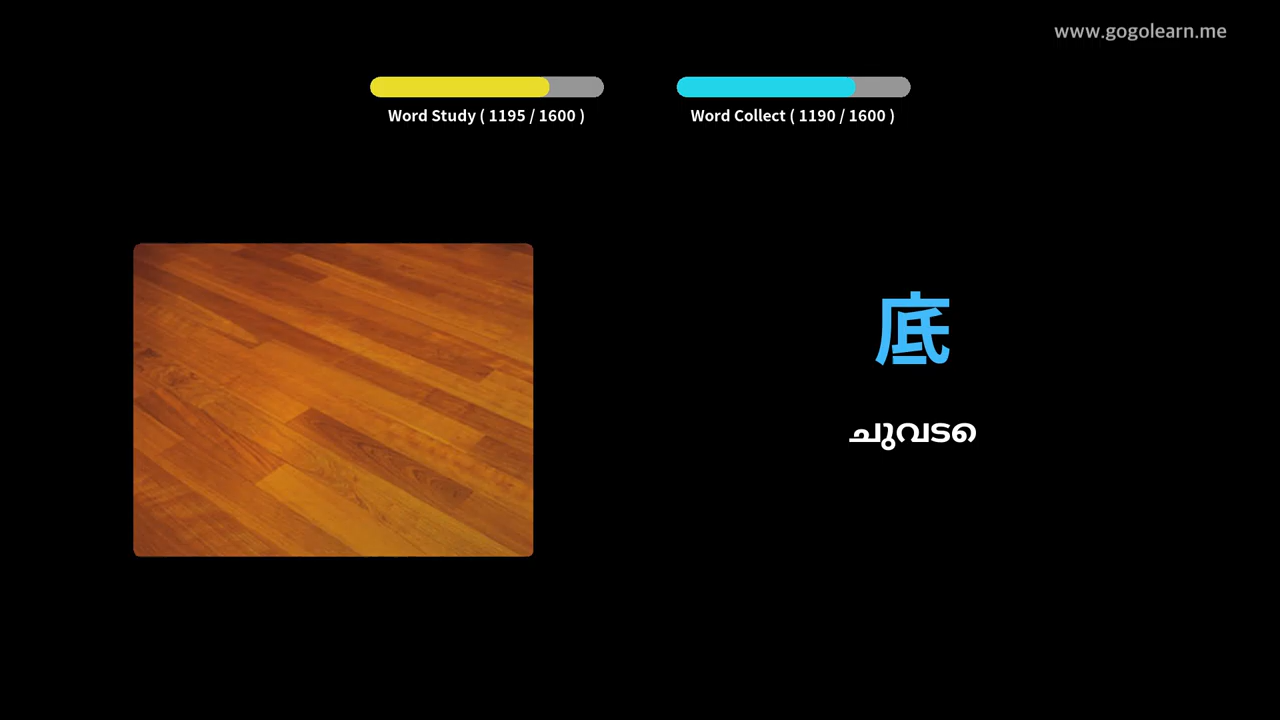 www.gogolearn.me
Word Study ( 1195 / 1600 )
Word Collect ( 1190 / 1600 )
底
ചുവടെ